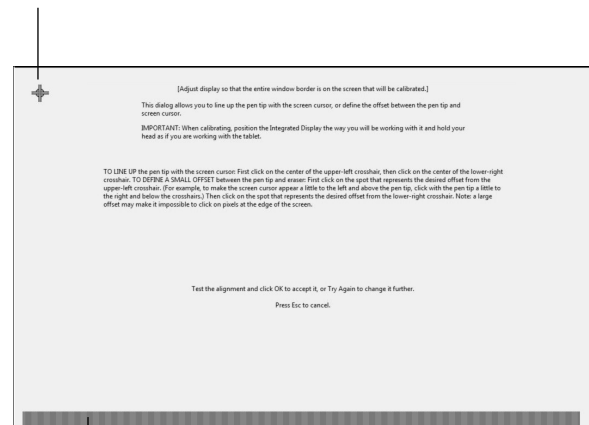 [Adjust display so that the entire window border is on the screen that will be calibrated.]
This dialog allows you to line up the pen tip with the screen cursor, or define the offset between the pen tip and
screen cursor.
IMPORTANT: When calibrating, position the Integrated Display the way you will be working with it and hold your
head as if you are working with the tablet.
TO LINE UP the pen tip with the screen cursor: First click on the center of the upper-left crosshair, then click on the center of the lower-right
crosshair. TO DEFINE A SMALL OFFSET between the pen tip and eraser: First click on the spot that represents the desired offset from the
upper-left crosshair. (For example, to make the screen cursor appear a little to the left and above the pen tip, click with the pen tip a little to
the right and below the crosshairs.) Then click on the spot that represents the desired offset from the lower-right crosshair. Note: a large
offset may make it impossible to click on pixels at the edge of the screen.
Test the alignment and click OK to accept it, or Try Again to change it further.
Press Esc to cancel.